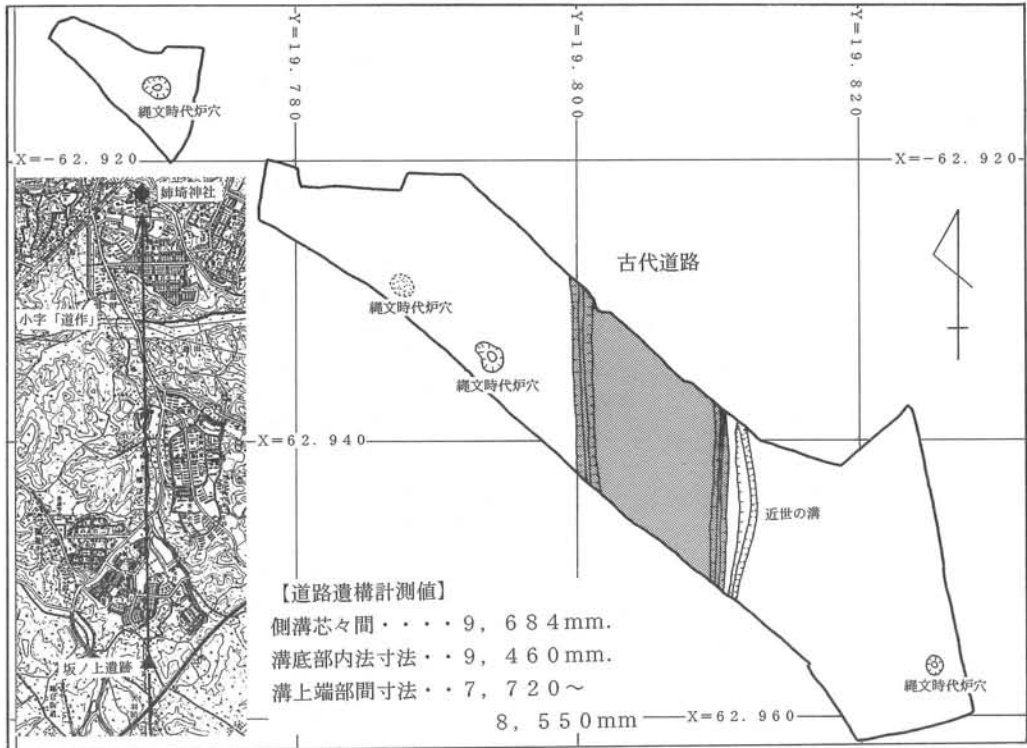 Y=19.780
Y=19.800
Y=19.820
縄文時代炉穴
X=-62.920
X=-62.920
姉埼神社
古代道路
小字「道作」
縄文時代炉穴
縄文時代炉穴
X=62.940
近世の溝
【道路遺構計測値】
側溝芯々間・・・・9,684mm.
溝底部内法寸法・・9,460mm.
溝上端部間寸法・・7,720〜
8,550mm
坂ノ上遺跡
縄文時代炉穴
X=62.960